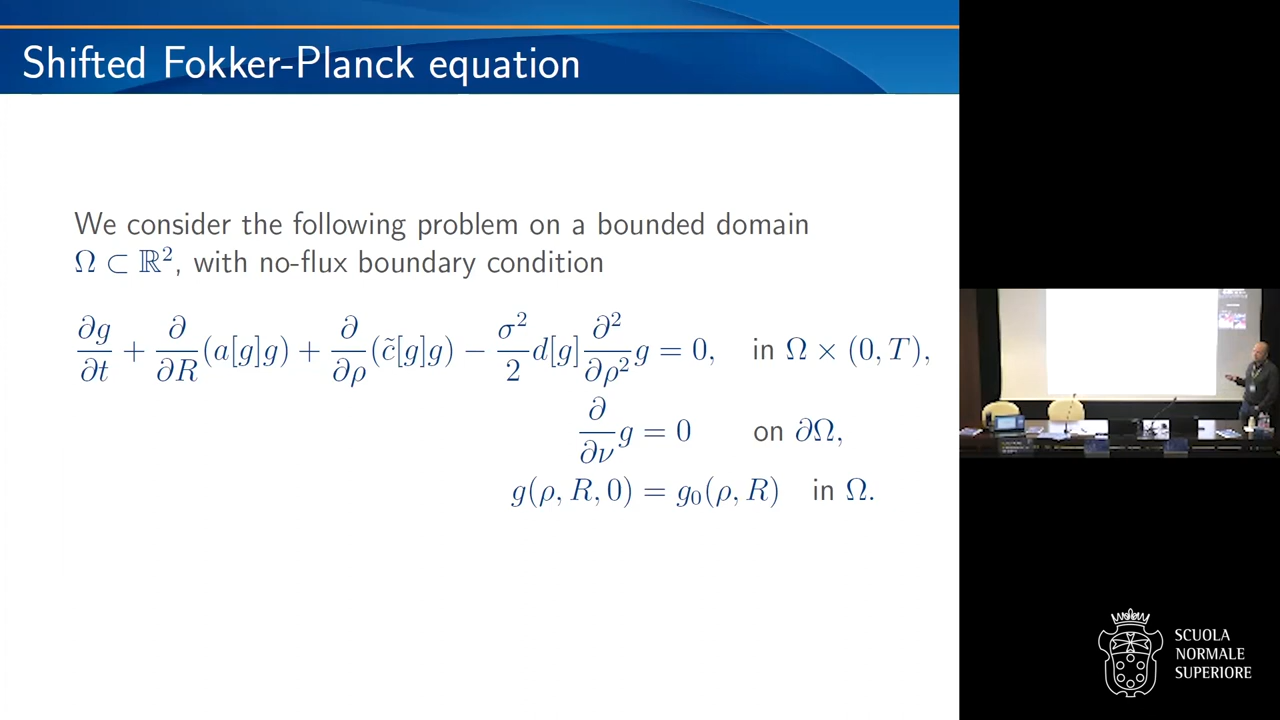 Shifted Fokker-Planck equation
We consider the following problem on a bounded domain
Ω ⊂ ℝ², with no-flux boundary condition
∂g/∂t + ∂/∂R (a[g]g) + ∂/∂ρ (c̃[g]g) − σ²/2 d[g] ∂²/∂ρ² g = 0, in Ω × (0, T),
∂/∂ν g = 0 on ∂Ω,
g(ρ, R, 0) = g₀(ρ, R) in Ω.
SCUOLA
NORMALE
SUPERIORE